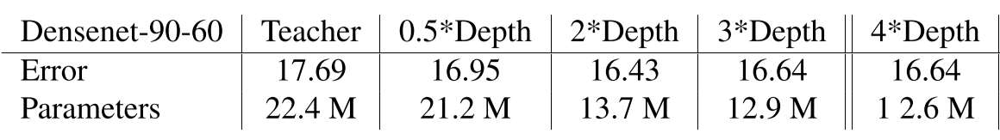 Densenet-90-60 Teacher 0.5*Depth 2*Depth 3*Depth 4*Depth
Error 17.69 16.95 16.43 16.64 16.64
Parameters 22.4 M 21.2 M 13.7 M 12.9 M 1 2.6 M